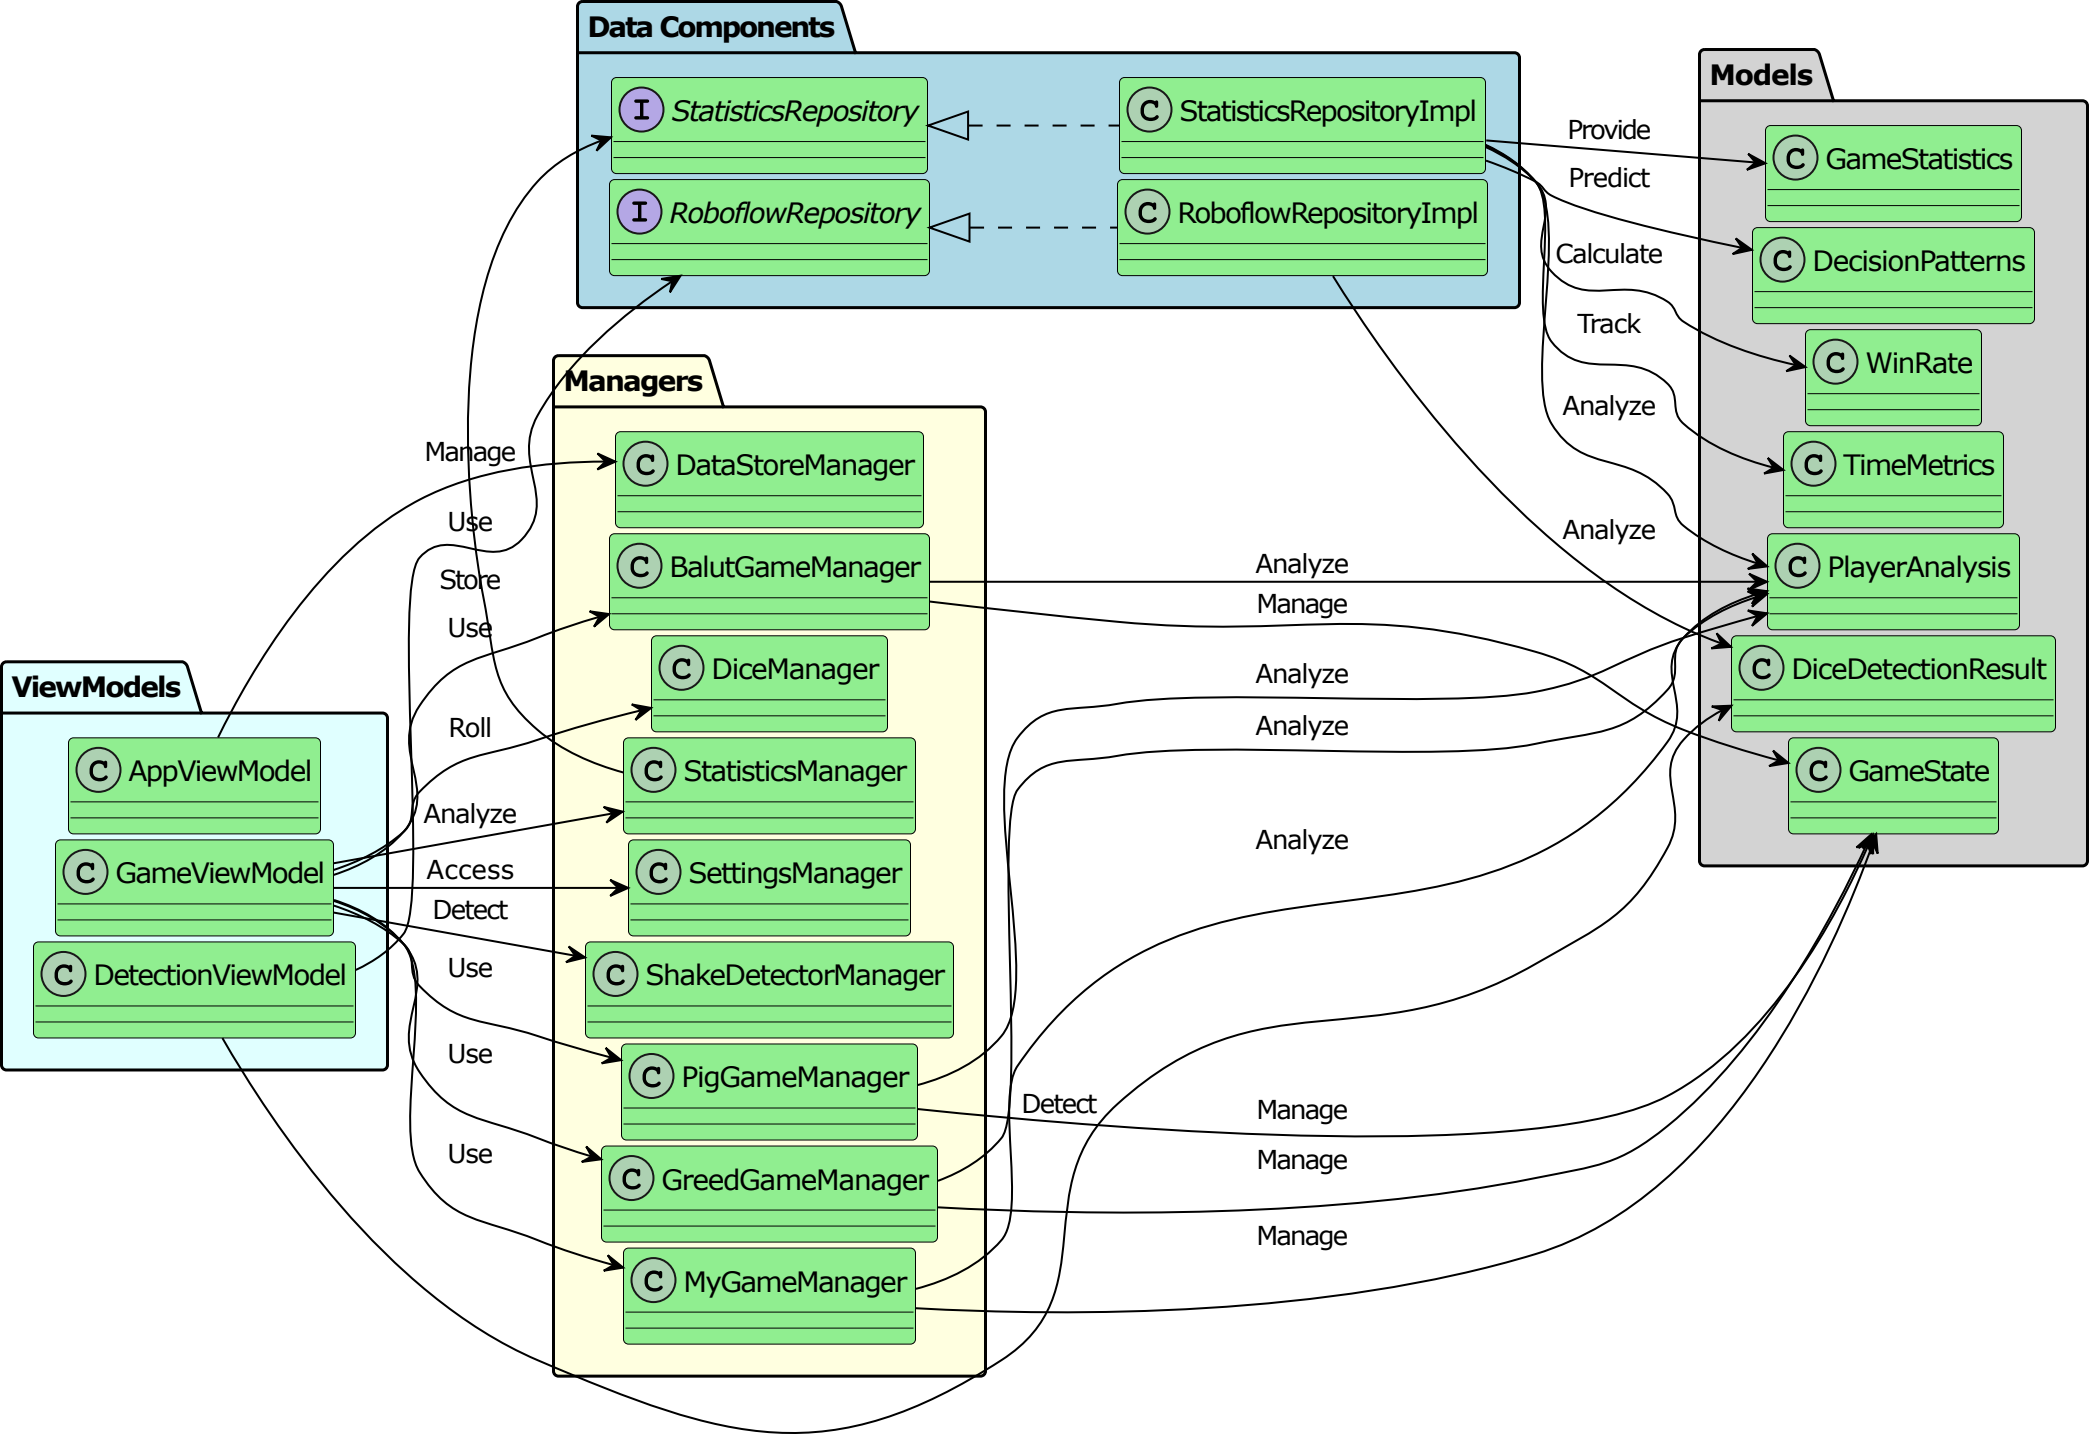 Data Components
I StatisticsRepository
C StatisticsRepositoryImpl
I RoboflowRepository
C RoboflowRepositoryImpl
Models
C GameStatistics
C DecisionPatterns
C WinRate
C TimeMetrics
C PlayerAnalysis
C DiceDetectionResult
C GameState
Managers
C DataStoreManager
C BalutGameManager
C DiceManager
C StatisticsManager
C SettingsManager
C ShakeDetectorManager
C PigGameManager
C GreedGameManager
C MyGameManager
ViewModels
C AppViewModel
C GameViewModel
C DetectionViewModel
Manage
Use
Store
Use
Roll
Analyze
Access
Detect
Use
Use
Use
Provide
Predict
Calculate
Track
Analyze
Analyze
Analyze
Manage
Analyze
Analyze
Analyze
Detect
Manage
Manage
Manage